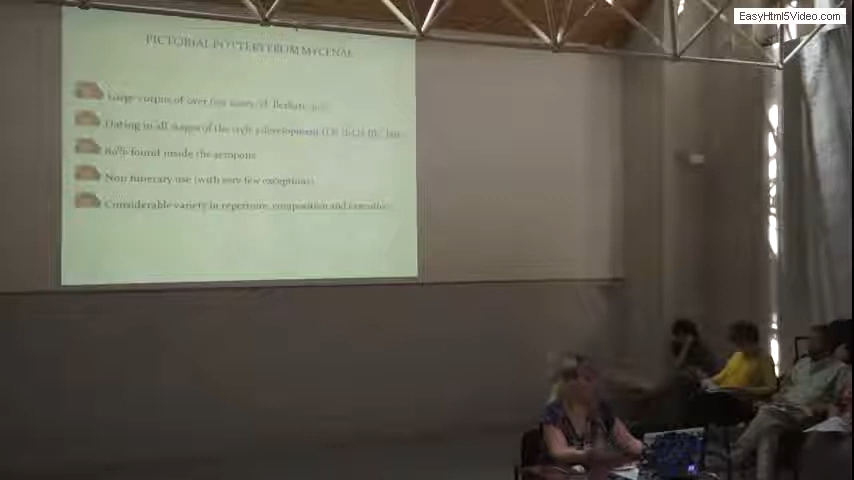 EasyHtml5Video.com
PICTORIAL POTTERY FROM MYCENAE
Large corpus of over
Dating in all stages of the style's development
80% found inside the acropolis
Non funerary use (with very few exceptions)
Considerable variety in repertoire, composition and execution